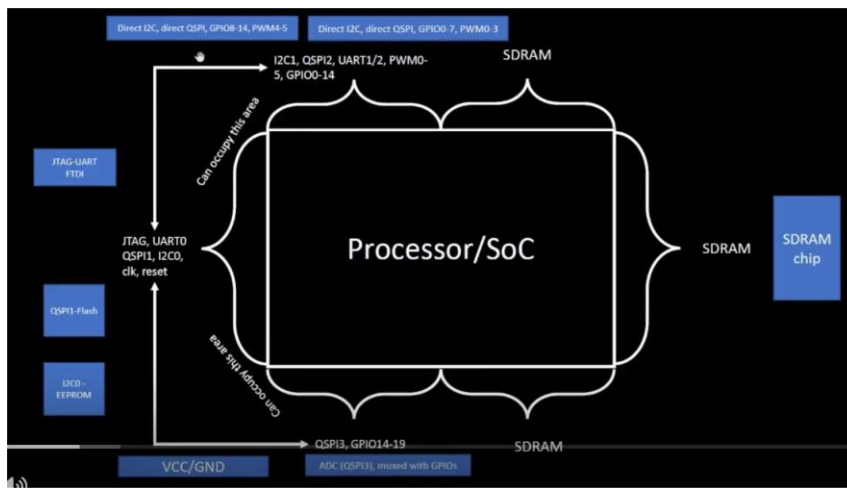 Direct I2C, direct QSPI, GPIO8-14, PWM4-5
Direct I2C, direct QSPI, GPIO0-7, PWM0-3
I2C1, QSPI2, UART1/2, PWM0-
5, GPIO0-14
SDRAM
Can occupy this area
JTAG-UART
FTDI
JTAG, UART0
QSPI1, I2C0,
clk, reset
Processor/SoC
SDRAM
SDRAM
chip
QSPI1-Flash
I2C0 -
EEPROM
Can occupy this area
QSPI3, GPIO14-19
SDRAM
VCC/GND
ADC (QSPI3), muxed with GPIOs